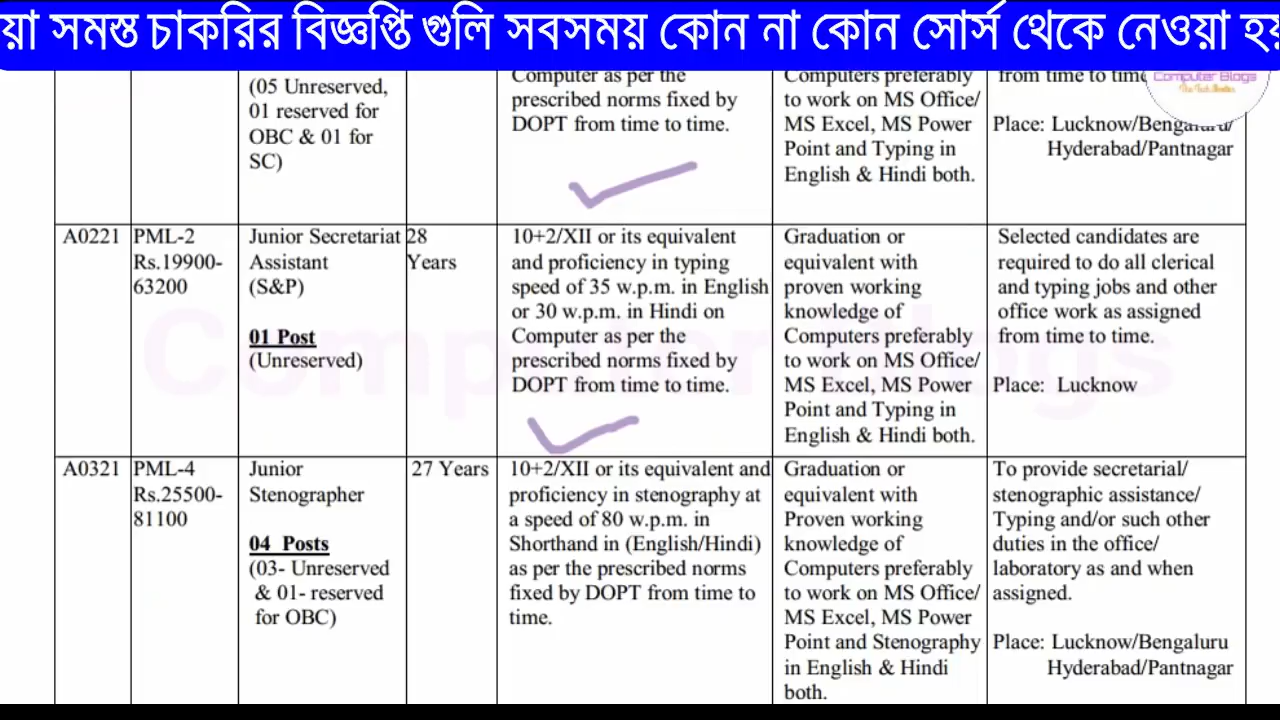 য়া সমস্ত চাকরির বিজ্ঞপ্তি গুলি সবসময় কোন না কোন সোর্স থেকে নেওয়া হয়
(05 Unreserved,
01 reserved for
OBC & 01 for
SC)
Computer as per the
prescribed norms fixed by
DOPT from time to time.
Computers preferably
to work on MS Office/
MS Excel, MS Power
Point and Typing in
English & Hindi both.
from time to time
Place: Lucknow/Bengaluru/
Hyderabad/Pantnagar
Computer Blogs
A0221
PML-2
Rs.19900-
63200
Junior Secretariat
Assistant
(S&P)
01 Post
(Unreserved)
28
Years
10+2/XII or its equivalent
and proficiency in typing
speed of 35 w.p.m. in English
or 30 w.p.m. in Hindi on
Computer as per the
prescribed norms fixed by
DOPT from time to time.
Graduation or
equivalent with
proven working
knowledge of
Computers preferably
to work on MS Office/
MS Excel, MS Power
Point and Typing in
English & Hindi both.
Selected candidates are
required to do all clerical
and typing jobs and other
office work as assigned
from time to time.
Place: Lucknow
A0321
PML-4
Rs.25500-
81100
Junior
Stenographer
04 Posts
(03- Unreserved
& 01- reserved
for OBC)
27 Years
10+2/XII or its equivalent and
proficiency in stenography at
a speed of 80 w.p.m. in
Shorthand in (English/Hindi)
as per the prescribed norms
fixed by DOPT from time to
time.
Graduation or
equivalent with
Proven working
knowledge of
Computers preferably
to work on MS Office/
MS Excel, MS Power
Point and Stenography
in English & Hindi
both.
To provide secretarial/
stenographic assistance/
Typing and/or such other
duties in the office/
laboratory as and when
assigned.
Place: Lucknow/Bengaluru
Hyderabad/Pantnagar
Computer Blogs